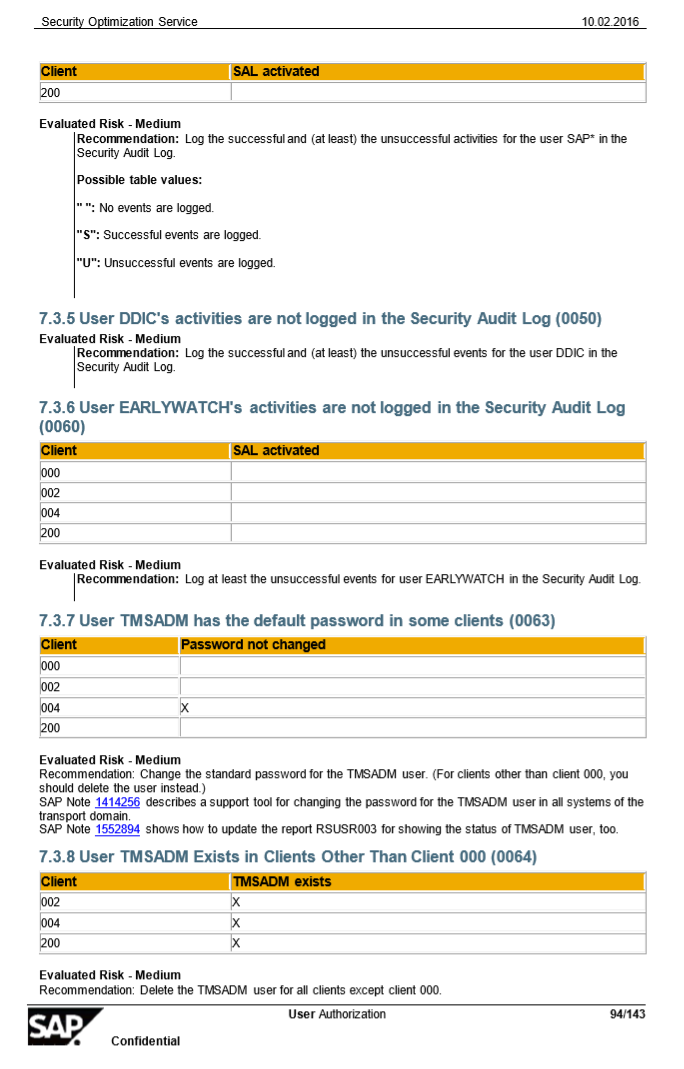 Security Optimization Service 10.02.2016
Client SAL activated
200
Evaluated Risk - Medium
Recommendation: Log the successful and (at least) the unsuccessful activities for the user SAP* in the
Security Audit Log.
Possible table values:
" ": No events are logged.
"S": Successful events are logged.
"U": Unsuccessful events are logged.
7.3.5 User DDIC's activities are not logged in the Security Audit Log (0050)
Evaluated Risk - Medium
Recommendation: Log the successful and (at least) the unsuccessful events for the user DDIC in the
Security Audit Log.
7.3.6 User EARLYWATCH's activities are not logged in the Security Audit Log
(0060)
Client SAL activated
000
002
004
200
Evaluated Risk - Medium
Recommendation: Log at least the unsuccessful events for user EARLYWATCH in the Security Audit Log.
7.3.7 User TMSADM has the default password in some clients (0063)
Client Password not changed
000
002
004 X
200
Evaluated Risk - Medium
Recommendation: Change the standard password for the TMSADM user. (For clients other than client 000, you
should delete the user instead.)
SAP Note 1414256 describes a support tool for changing the password for the TMSADM user in all systems of the
transport domain.
SAP Note 1552894 shows how to update the report RSUSR003 for showing the status of TMSADM user, too.
7.3.8 User TMSADM Exists in Clients Other Than Client 000 (0064)
Client TMSADM exists
002 X
004 X
200 X
Evaluated Risk - Medium
Recommendation: Delete the TMSADM user for all clients except client 000.
User Authorization 94/143
SAP
Confidential